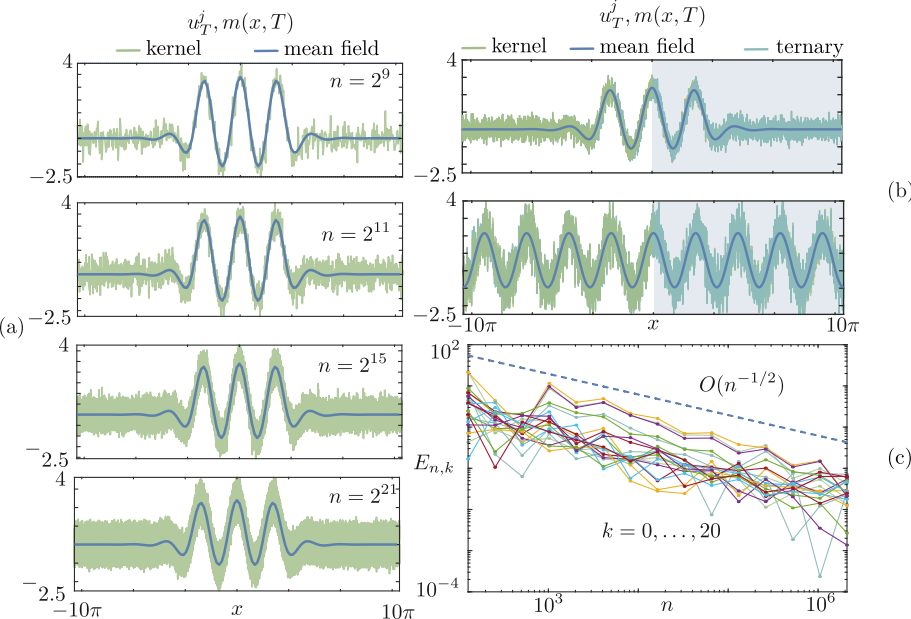 u_T^j, m(x, T)
kernel mean field
4
n = 2^9
−2.5
4
n = 2^11
−2.5
(a)
4
n = 2^15
−2.5
4
n = 2^21
−
2.5
−10π x 10π
u_T^j, m(x, T)
kernel mean field ternary
4
−2.5
(b)
4
−2.5
−10π x 10π
10^2
O(n^{−1/2})
E_{n,k}
(c)
k = 0, . . . , 20
10^−4
10^3 n 10^6